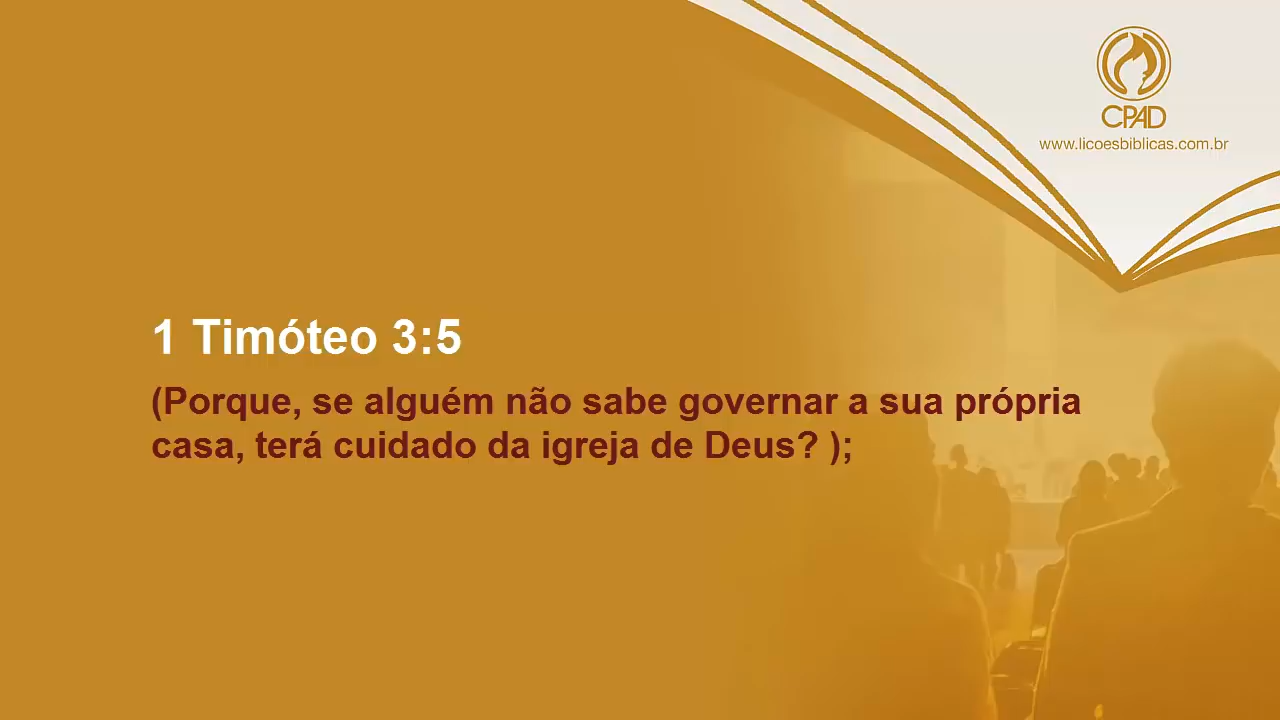 CPAD
www.licoesbiblicas.com.br
1 Timóteo 3:5
(Porque, se alguém não sabe governar a sua própria
casa, terá cuidado da igreja de Deus? );